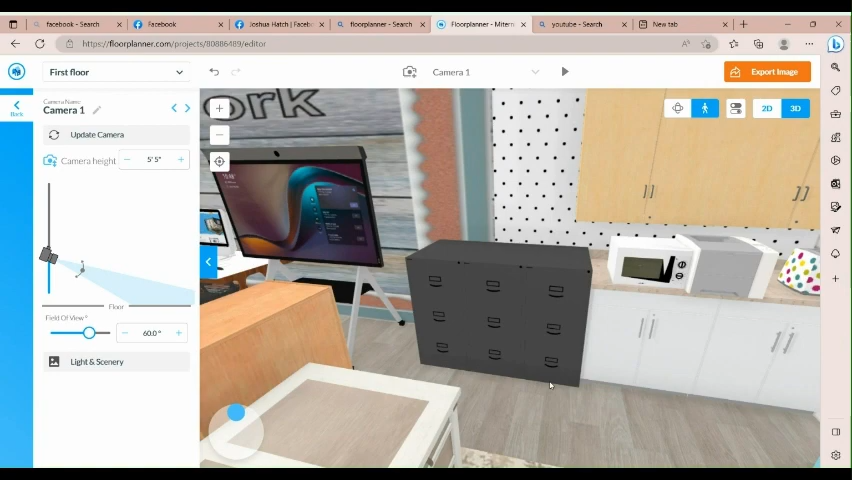 facebook - Search
Facebook
Joshua Hatch | Faceb
floorplanner - Search
Floorplanner - Mitern
youtube - Search
New tab
https://floorplanner.com/projects/80886489/editor
First floor
Camera 1
Export Image
Back
Camera Name
Camera 1
2D
3D
Update Camera
Camera height
5' 5"
Floor
Field Of View °
60.0 °
Light & Scenery
ork